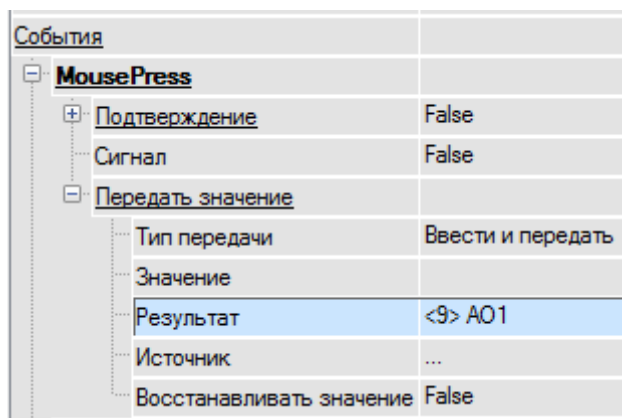 События
MousePress
Подтверждение False
Сигнал False
Передать значение
Тип передачи Ввести и передать
Значение
Результат <9> AO1
Источник ...
Восстанавливать значение False